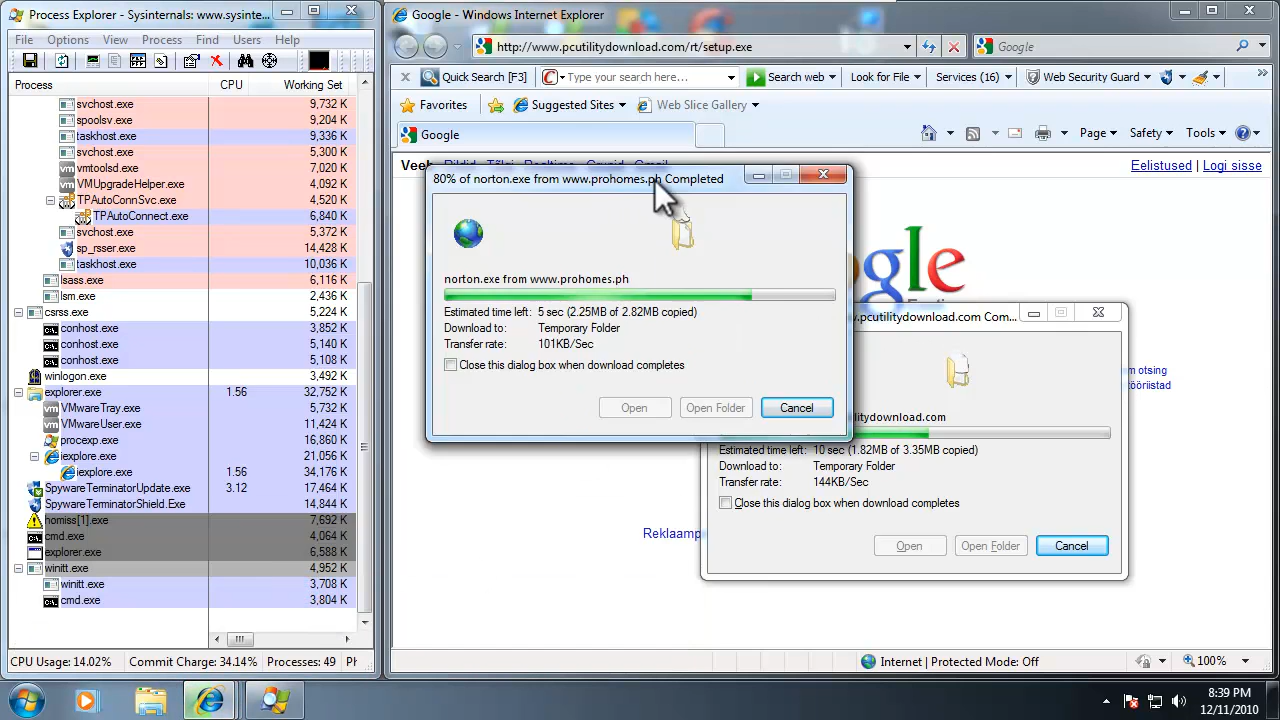 Process Explorer - Sysinternals: www.sysinte...
File Options View Process Find Users Help
Process CPU Working Set
svchost.exe 9,732 K
spoolsv.exe 9,204 K
taskhost.exe 9,336 K
svchost.exe 5,300 K
vmtoolsd.exe 7,020 K
VMUpgradeHelper.exe 4,092 K
TPAutoConnSvc.exe 4,520 K
TPAutoConnect.exe 6,840 K
svchost.exe 5,372 K
sp_rsser.exe 14,428 K
taskhost.exe 10,036 K
lsass.exe 6,116 K
lsm.exe 2,436 K
csrss.exe 5,224 K
conhost.exe 3,852 K
conhost.exe 5,140 K
conhost.exe 5,108 K
winlogon.exe 3,492 K
explorer.exe 1.56 32,752 K
VMwareTray.exe 5,732 K
VMwareUser.exe 11,424 K
procexp.exe 16,860 K
iexplore.exe 21,056 K
iexplore.exe 1.56 34,176 K
SpywareTerminatorUpdate.exe 3.12 17,464 K
SpywareTerminatorShield.Exe 14,844 K
homiss[1].exe 7,692 K
cmd.exe 4,064 K
explorer.exe 6,588 K
winitt.exe 4,952 K
winitt.exe 3,708 K
cmd.exe 3,804 K
CPU Usage: 14.02% Commit Charge: 34.14% Processes: 49
Google - Windows Internet Explorer
http://www.pcutilitydownload.com/rt/setup.exe
Google
Quick Search [F3] Type your search here... Search web Look for File Services (16) Web Security Guard
Favorites Suggested Sites Web Slice Gallery
Google
Page Safety Tools
Veeb Pildid Tõlgi Gmail
Eelistused | Logi sisse
80% of norton.exe from www.prohomes.ph Completed
norton.exe from www.prohomes.ph
Estimated time left: 5 sec (2.25MB of 2.82MB copied)
Download to: Temporary Folder
Transfer rate: 101KB/Sec
Close this dialog box when download completes
Open Open Folder Cancel
.pcutilitydownload.com Com...
utilitydownload.com
Estimated time left: 10 sec (1.82MB of 3.35MB copied)
Download to: Temporary Folder
Transfer rate: 144KB/Sec
Close this dialog box when download completes
Open Open Folder Cancel
m otsing
tööriistad
Reklaamp
Internet | Protected Mode: Off
100%
8:39 PM
12/11/2010